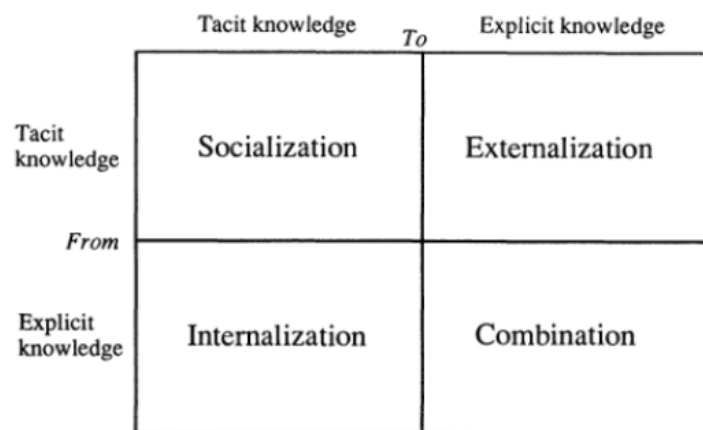 Tacit knowledge To Explicit knowledge
Tacit
knowledge
Socialization Externalization
From
Explicit
knowledge
Internalization Combination